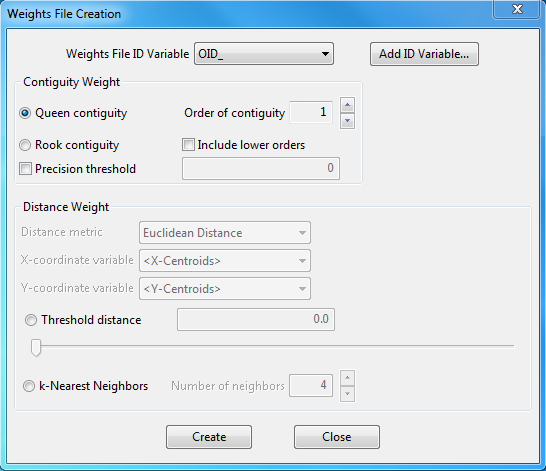 Weights File Creation
Weights File ID Variable OID_ Add ID Variable...
Contiguity Weight
Queen contiguity Order of contiguity 1
Rook contiguity Include lower orders
Precision threshold 0
Distance Weight
Distance metric Euclidean Distance
X-coordinate variable <X-Centroids>
Y-coordinate variable <Y-Centroids>
Threshold distance 0.0
k-Nearest Neighbors Number of neighbors 4
Create Close